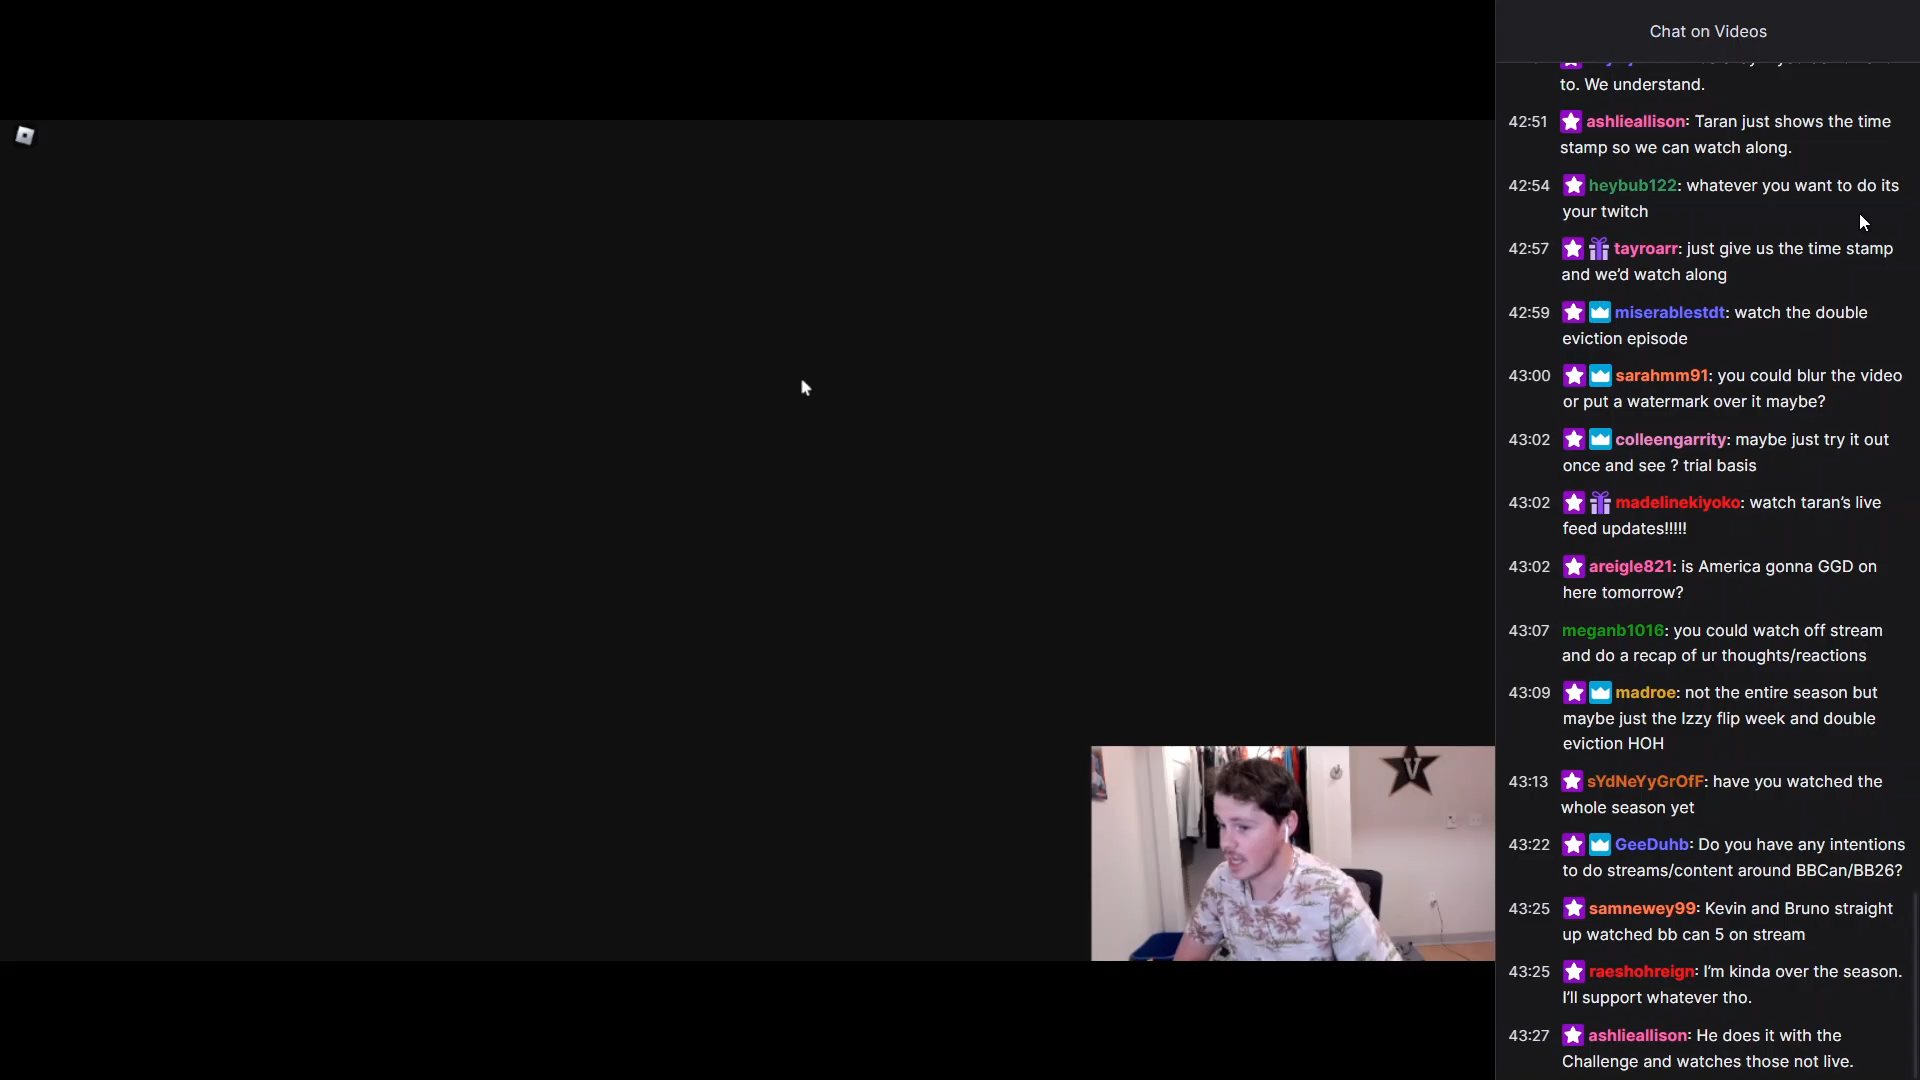 Chat on Videos
to. We understand.
42:51 ashlieallison: Taran just shows the time
stamp so we can watch along.
42:54 heybub122: whatever you want to do its
your twitch
42:57 tayroarr: just give us the time stamp
and we'd watch along
42:59 miserablestdt: watch the double
eviction episode
43:00 sarahmm91: you could blur the video
or put a watermark over it maybe?
43:02 colleengarrity: maybe just try it out
once and see ? trial basis
43:02 madelinekiyoko: watch taran's live
feed updates!!!!!
43:02 areigle821: is America gonna GGD on
here tomorrow?
43:07 meganb1016: you could watch off stream
and do a recap of ur thoughts/reactions
43:09 madroe: not the entire season but
maybe just the Izzy flip week and double
eviction HOH
43:13 sYdNeYyGrOfF: have you watched the
whole season yet
43:22 GeeDuhb: Do you have any intentions
to do streams/content around BBCan/BB26?
43:25 samnewey99: Kevin and Bruno straight
up watched bb can 5 on stream
43:25 raeshohreign: I'm kinda over the season.
I'll support whatever tho.
43:27 ashlieallison: He does it with the
Challenge and watches those not live.
V